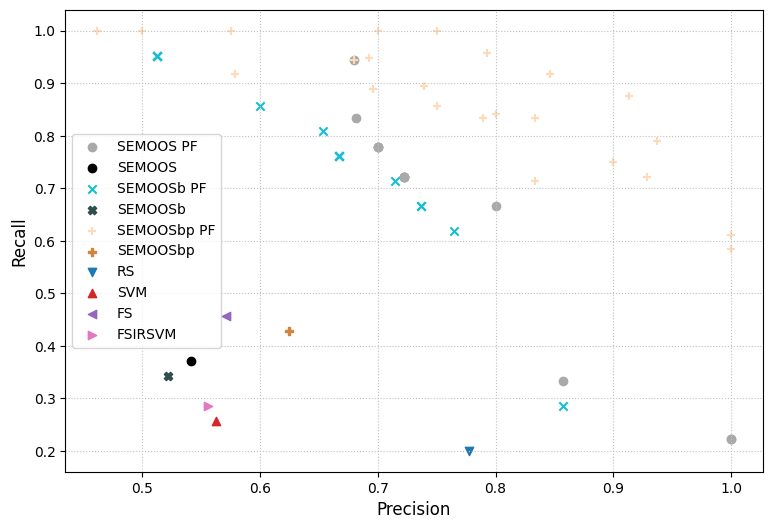 1.0
0.9
0.8
0.7
0.6
0.5
0.4
0.3
0.2
Recall
SEMOOS PF
SEMOOS
SEMOOSb PF
SEMOOSb
SEMOOSbp PF
SEMOOSbp
RS
SVM
FS
FSIRSVM
0.5 0.6 0.7 0.8 0.9 1.0
Precision